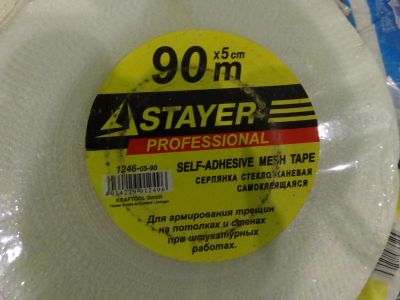 90 x 5 cm
m
STAYER
PROFESSIONAL
1246-05-90
SELF-ADHESIVE MESH TAPE
СЕРПЯНКА СТЕКЛОТКАНЕВАЯ
САМОКЛЕЯЩАЯСЯ
KRAFTOOL GmbH
Для армирования трещин
на потолках и стенах
при штукатурных
работах.